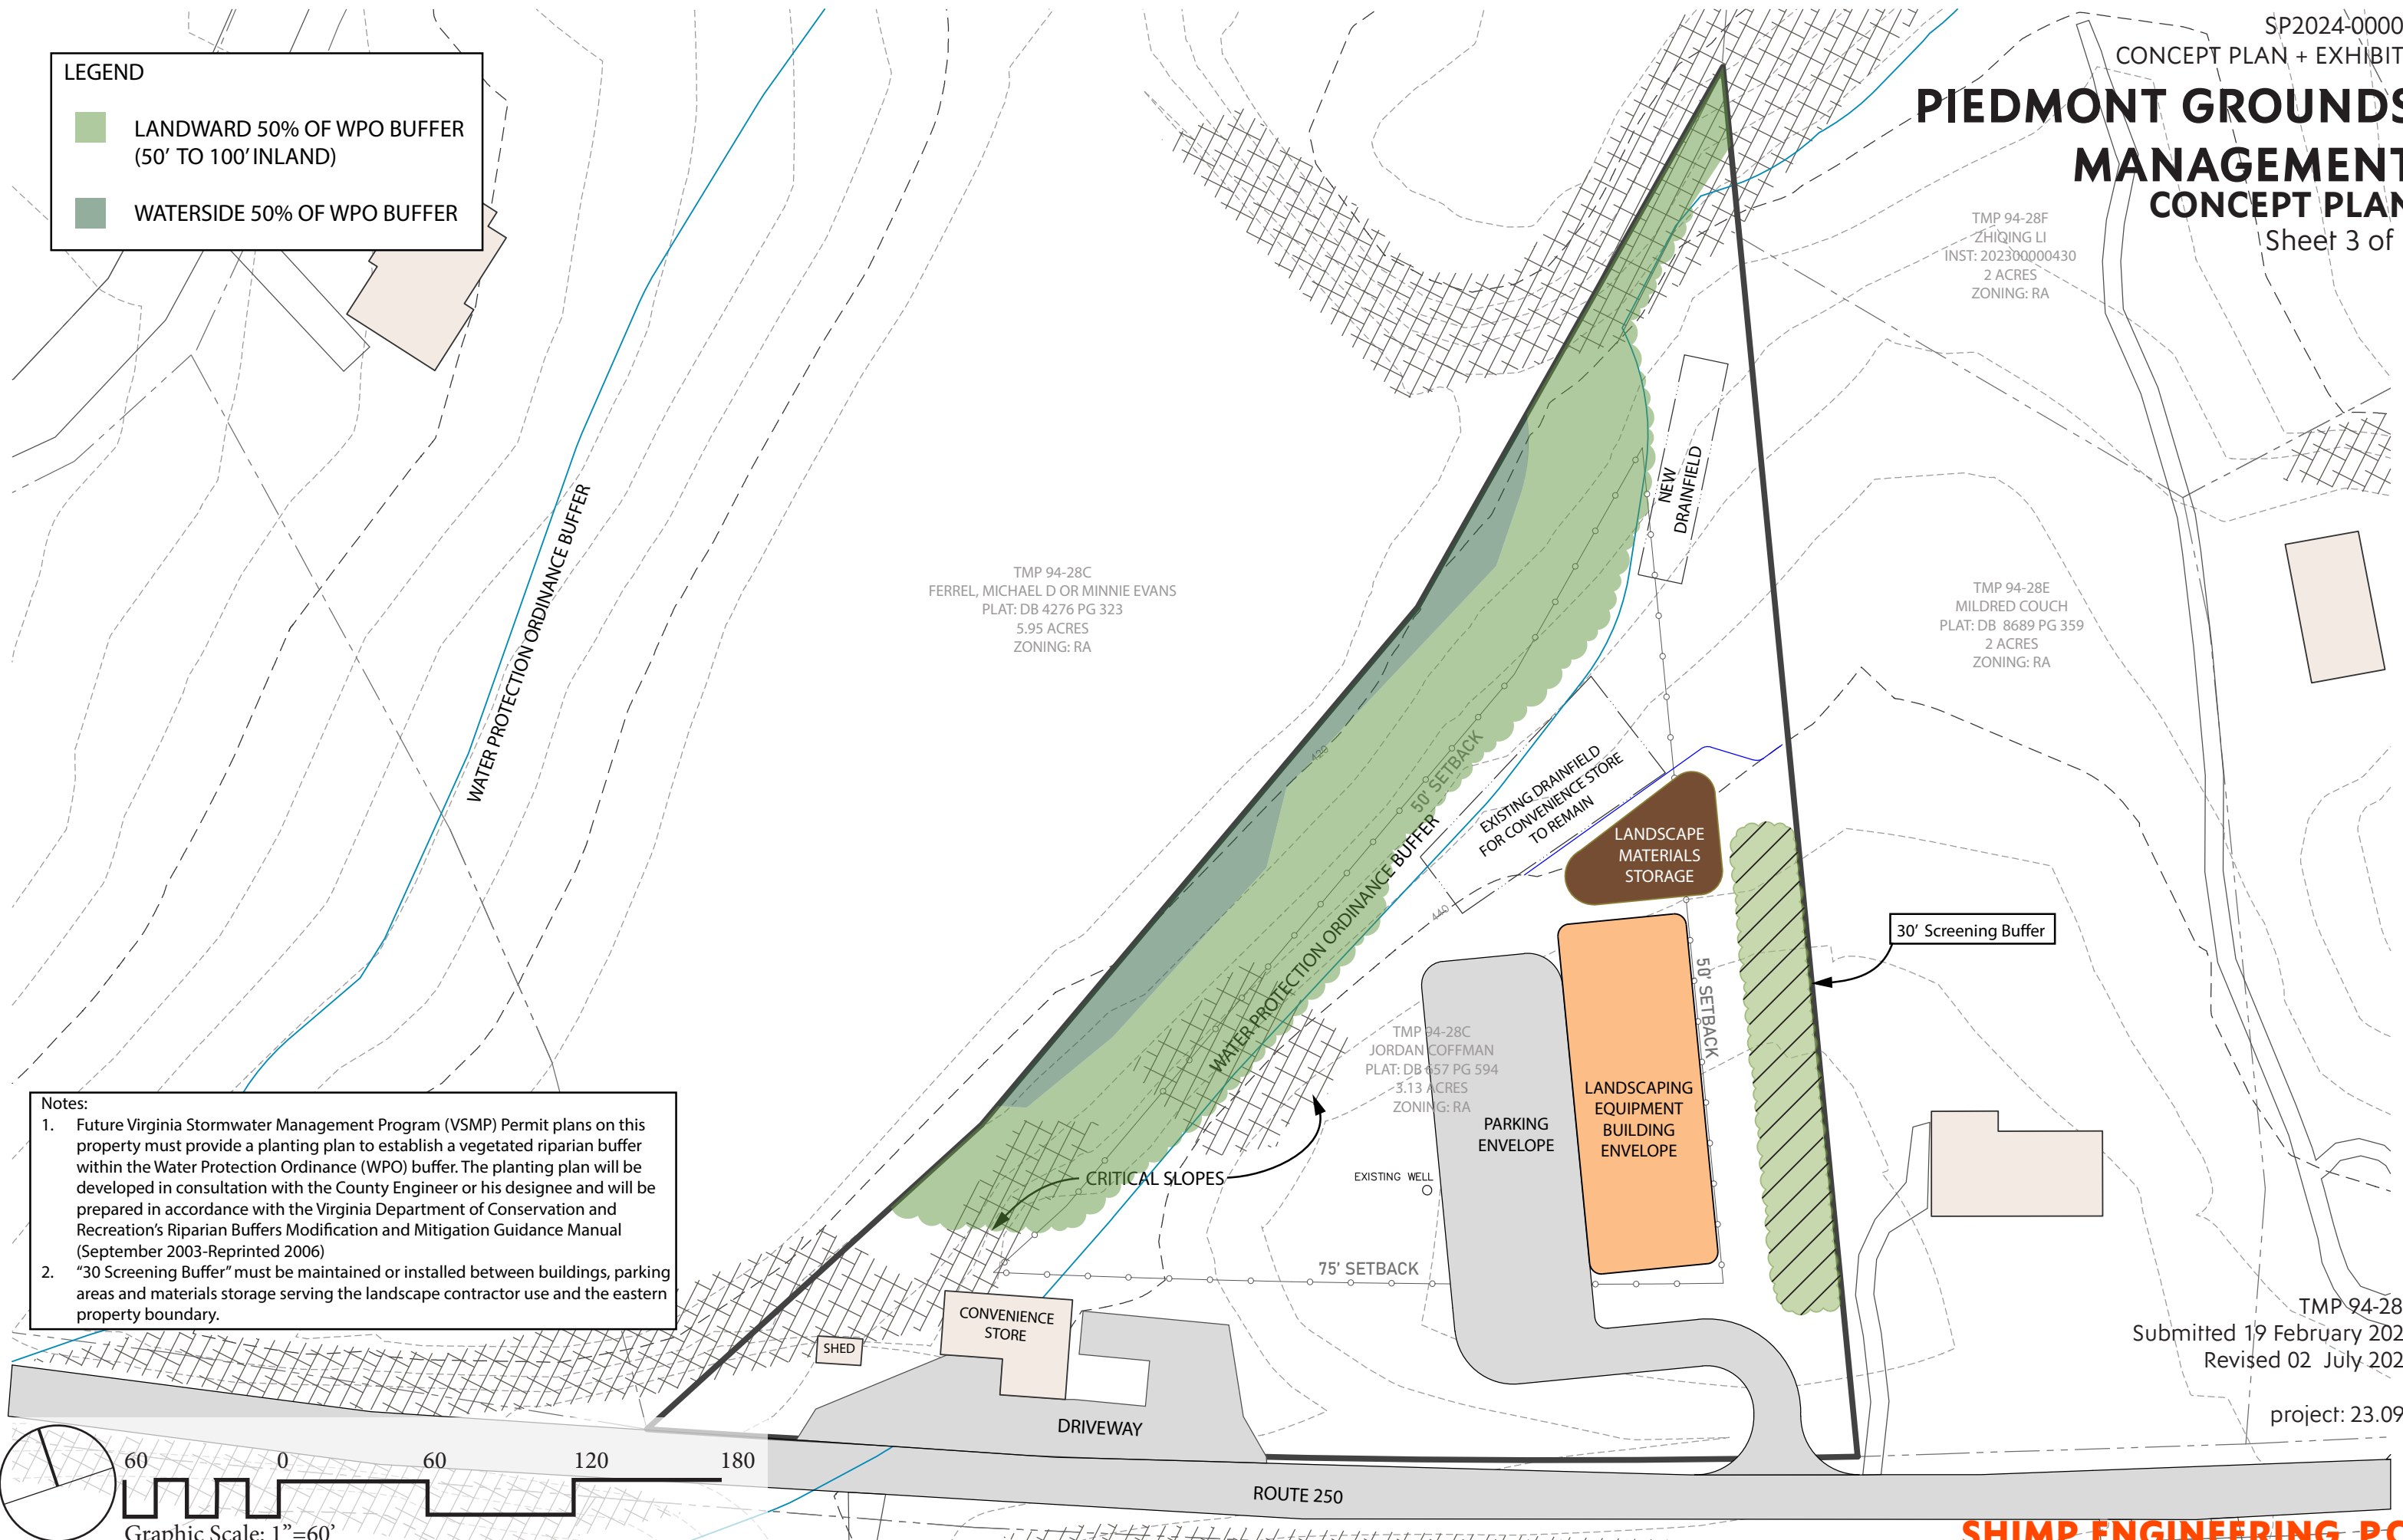 LEGEND
LANDWARD 50% OF WPO BUFFER
(50’ TO 100’ INLAND)
WATERSIDE 50% OF WPO BUFFER
SP2024-0000
CONCEPT PLAN + EXHIBIT
PIEDMONT GROUNDS
MANAGEMENT
CONCEPT PLAN
Sheet 3 of
TMP 94-28F
ZHIQING LI
INST: 202300000430
2 ACRES
ZONING: RA
NEW
DRAINFIELD
WATER PROTECTION ORDINANCE BUFFER
TMP 94-28C
FERREL, MICHAEL D OR MINNIE EVANS
PLAT: DB 4276 PG 323
5.95 ACRES
ZONING: RA
TMP 94-28E
MILDRED COUCH
PLAT: DB 8689 PG 359
2 ACRES
ZONING: RA
420
50' SETBACK
EXISTING DRAINFIELD
FOR CONVENIENCE STORE
TO REMAIN
LANDSCAPE
MATERIALS
STORAGE
440
WATER PROTECTION ORDINANCE BUFFER
30’ Screening Buffer
50' SETBACK
TMP 94-28C
JORDAN COFFMAN
PLAT: DB 657 PG 594
3.13 ACRES
ZONING: RA
PARKING
ENVELOPE
LANDSCAPING
EQUIPMENT
BUILDING
ENVELOPE
CRITICAL SLOPES
EXISTING WELL
75' SETBACK
Notes:
1. Future Virginia Stormwater Management Program (VSMP) Permit plans on this
property must provide a planting plan to establish a vegetated riparian buffer
within the Water Protection Ordinance (WPO) buffer. The planting plan will be
developed in consultation with the County Engineer or his designee and will be
prepared in accordance with the Virginia Department of Conservation and
Recreation’s Riparian Buffers Modification and Mitigation Guidance Manual
(September 2003-Reprinted 2006)
2. “30 Screening Buffer” must be maintained or installed between buildings, parking
areas and materials storage serving the landscape contractor use and the eastern
property boundary.
CONVENIENCE
STORE
SHED
DRIVEWAY
ROUTE 250
TMP 94-28
Submitted 19 February 202
Revised 02 July 202
project: 23.09
60 0 60 120 180
Graphic Scale: 1”=60’
SHIMP ENGINEERING, P.C